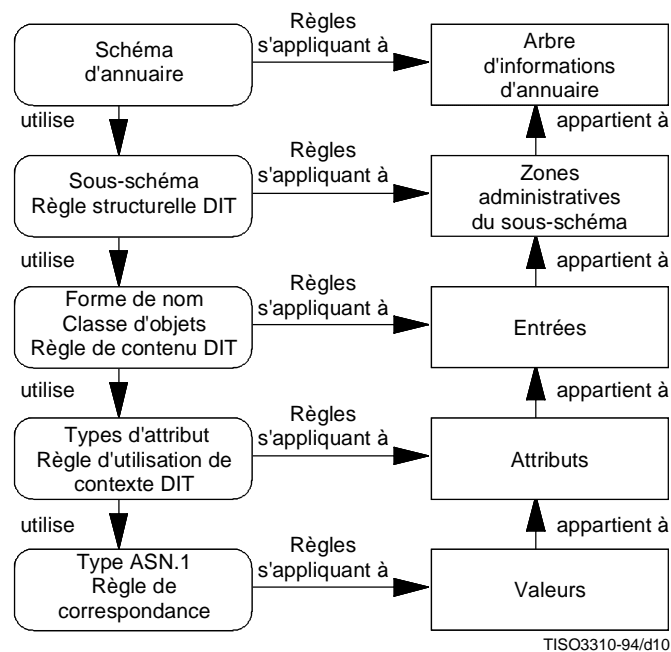 Schéma
d'annuaire
Règles
s'appliquant à
Arbre
d'informations
d'annuaire
utilise
appartient à
Sous-schéma
Règle structurelle DIT
Règles
s'appliquant à
Zones
administratives
du sous-schéma
utilise
appartient à
Forme de nom
Classe d'objets
Règle de contenu DIT
Règles
s'appliquant à
Entrées
utilise
appartient à
Types d'attribut
Règle d'utilisation de
contexte DIT
Règles
s'appliquant à
Attributs
utilise
appartient à
Type ASN.1
Règle de
correspondance
Règles
s'appliquant à
Valeurs
TISO3310-94/d10